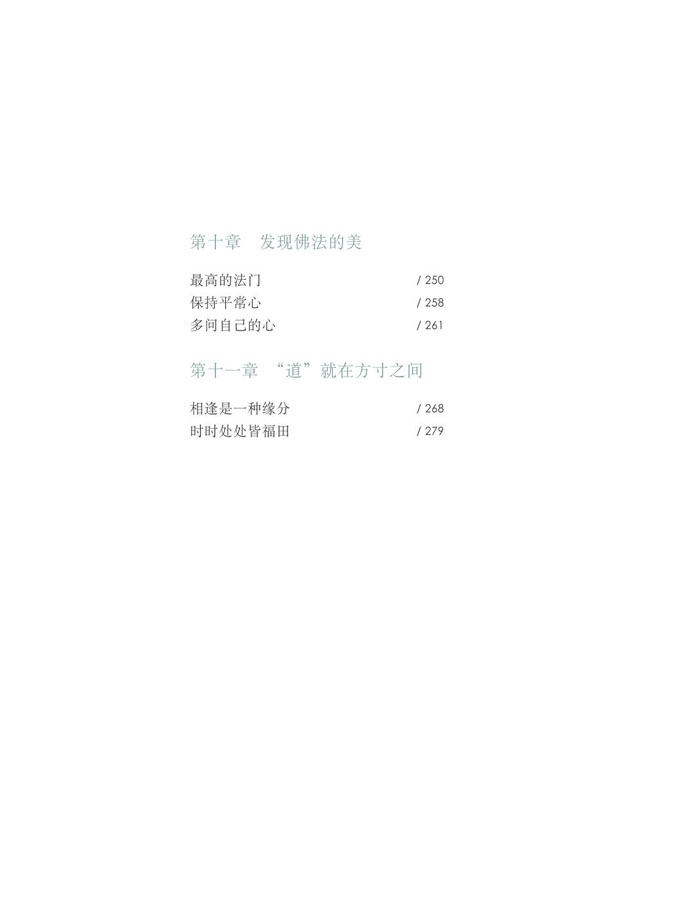 第十章 发现佛法的美
最高的法门 / 250
保持平常心 / 258
多问自己的心 / 261
第十一章 “道”就在方寸之间
相逢是一种缘分 / 268
时时处处皆福田 / 279